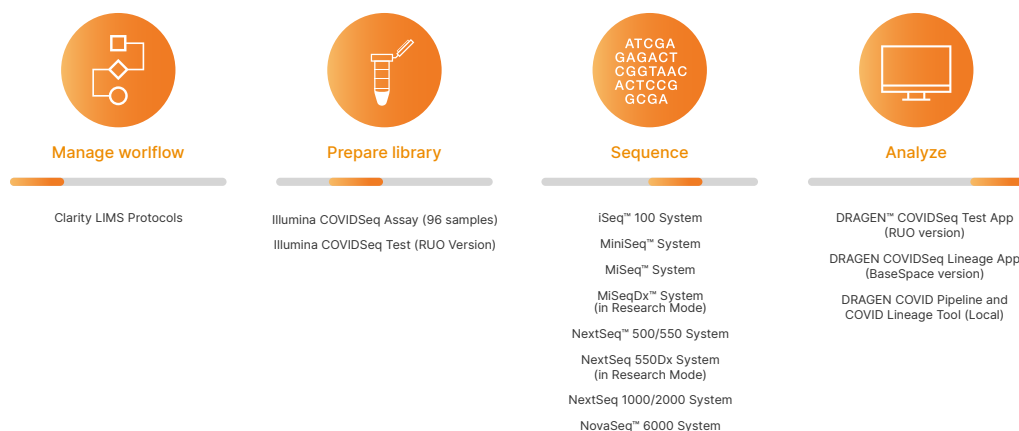 Manage worlflow
Clarity LIMS Protocols
Prepare library
Illumina COVIDSeq Assay (96 samples)
Illumina COVIDSeq Test (RUO Version)
ATCGA
GAGACT
CGGTAAC
ACTCCG
GCGA
Sequence
iSeq™ 100 System
MiniSeq™ System
MiSeq™ System
MiSeqDx™ System
(in Research Mode)
NextSeq™ 500/550 System
NextSeq 550Dx System
(in Research Mode)
NextSeq 1000/2000 System
NovaSeq™ 6000 System
Analyze
DRAGEN™ COVIDSeq Test App
(RUO version)
DRAGEN COVIDSeq Lineage App
(BaseSpace version)
DRAGEN COVID Pipeline and
COVID Lineage Tool (Local)